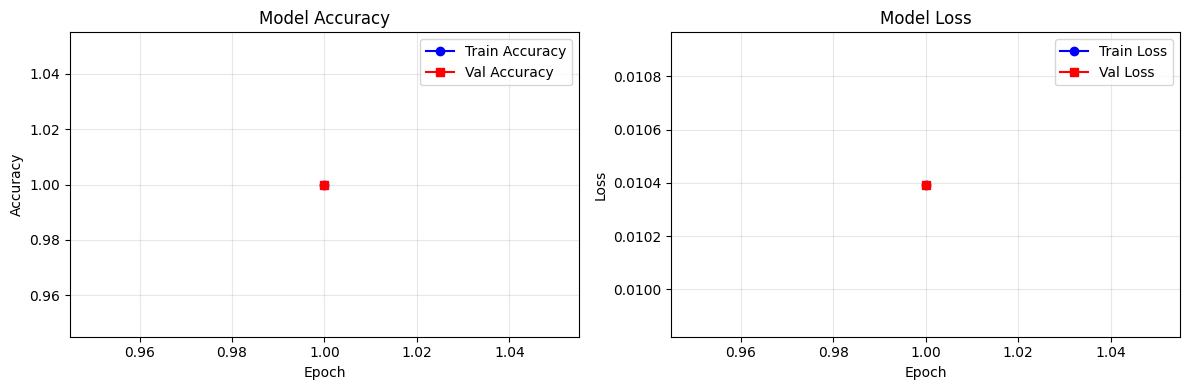 Model Accuracy
Train Accuracy
Val Accuracy
1.04
1.02
1.00
0.98
0.96
Accuracy
0.96
0.98
1.00
1.02
1.04
Epoch
Model Loss
Train Loss
Val Loss
0.0108
0.0106
0.0104
0.0102
0.0100
Loss
0.96
0.98
1.00
1.02
1.04
Epoch